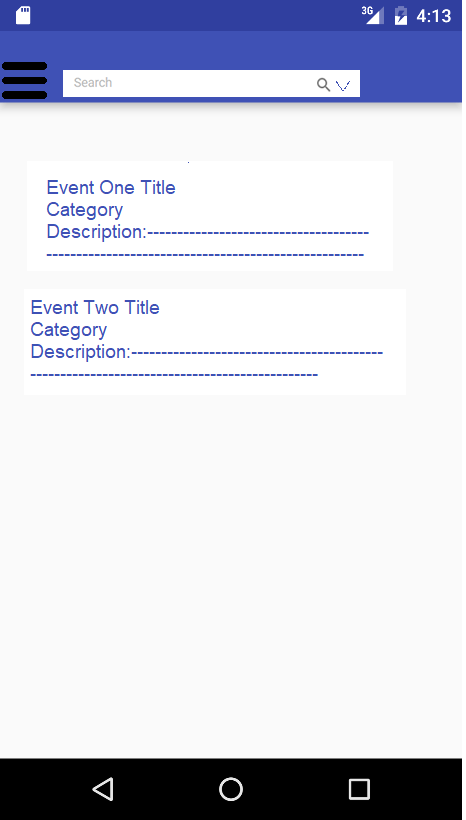 3G 4:13
Search
Event One Title
Category
Description:-------------------------------------
-----------------------------------------------------
Event Two Title
Category
Description:------------------------------------------
------------------------------------------------